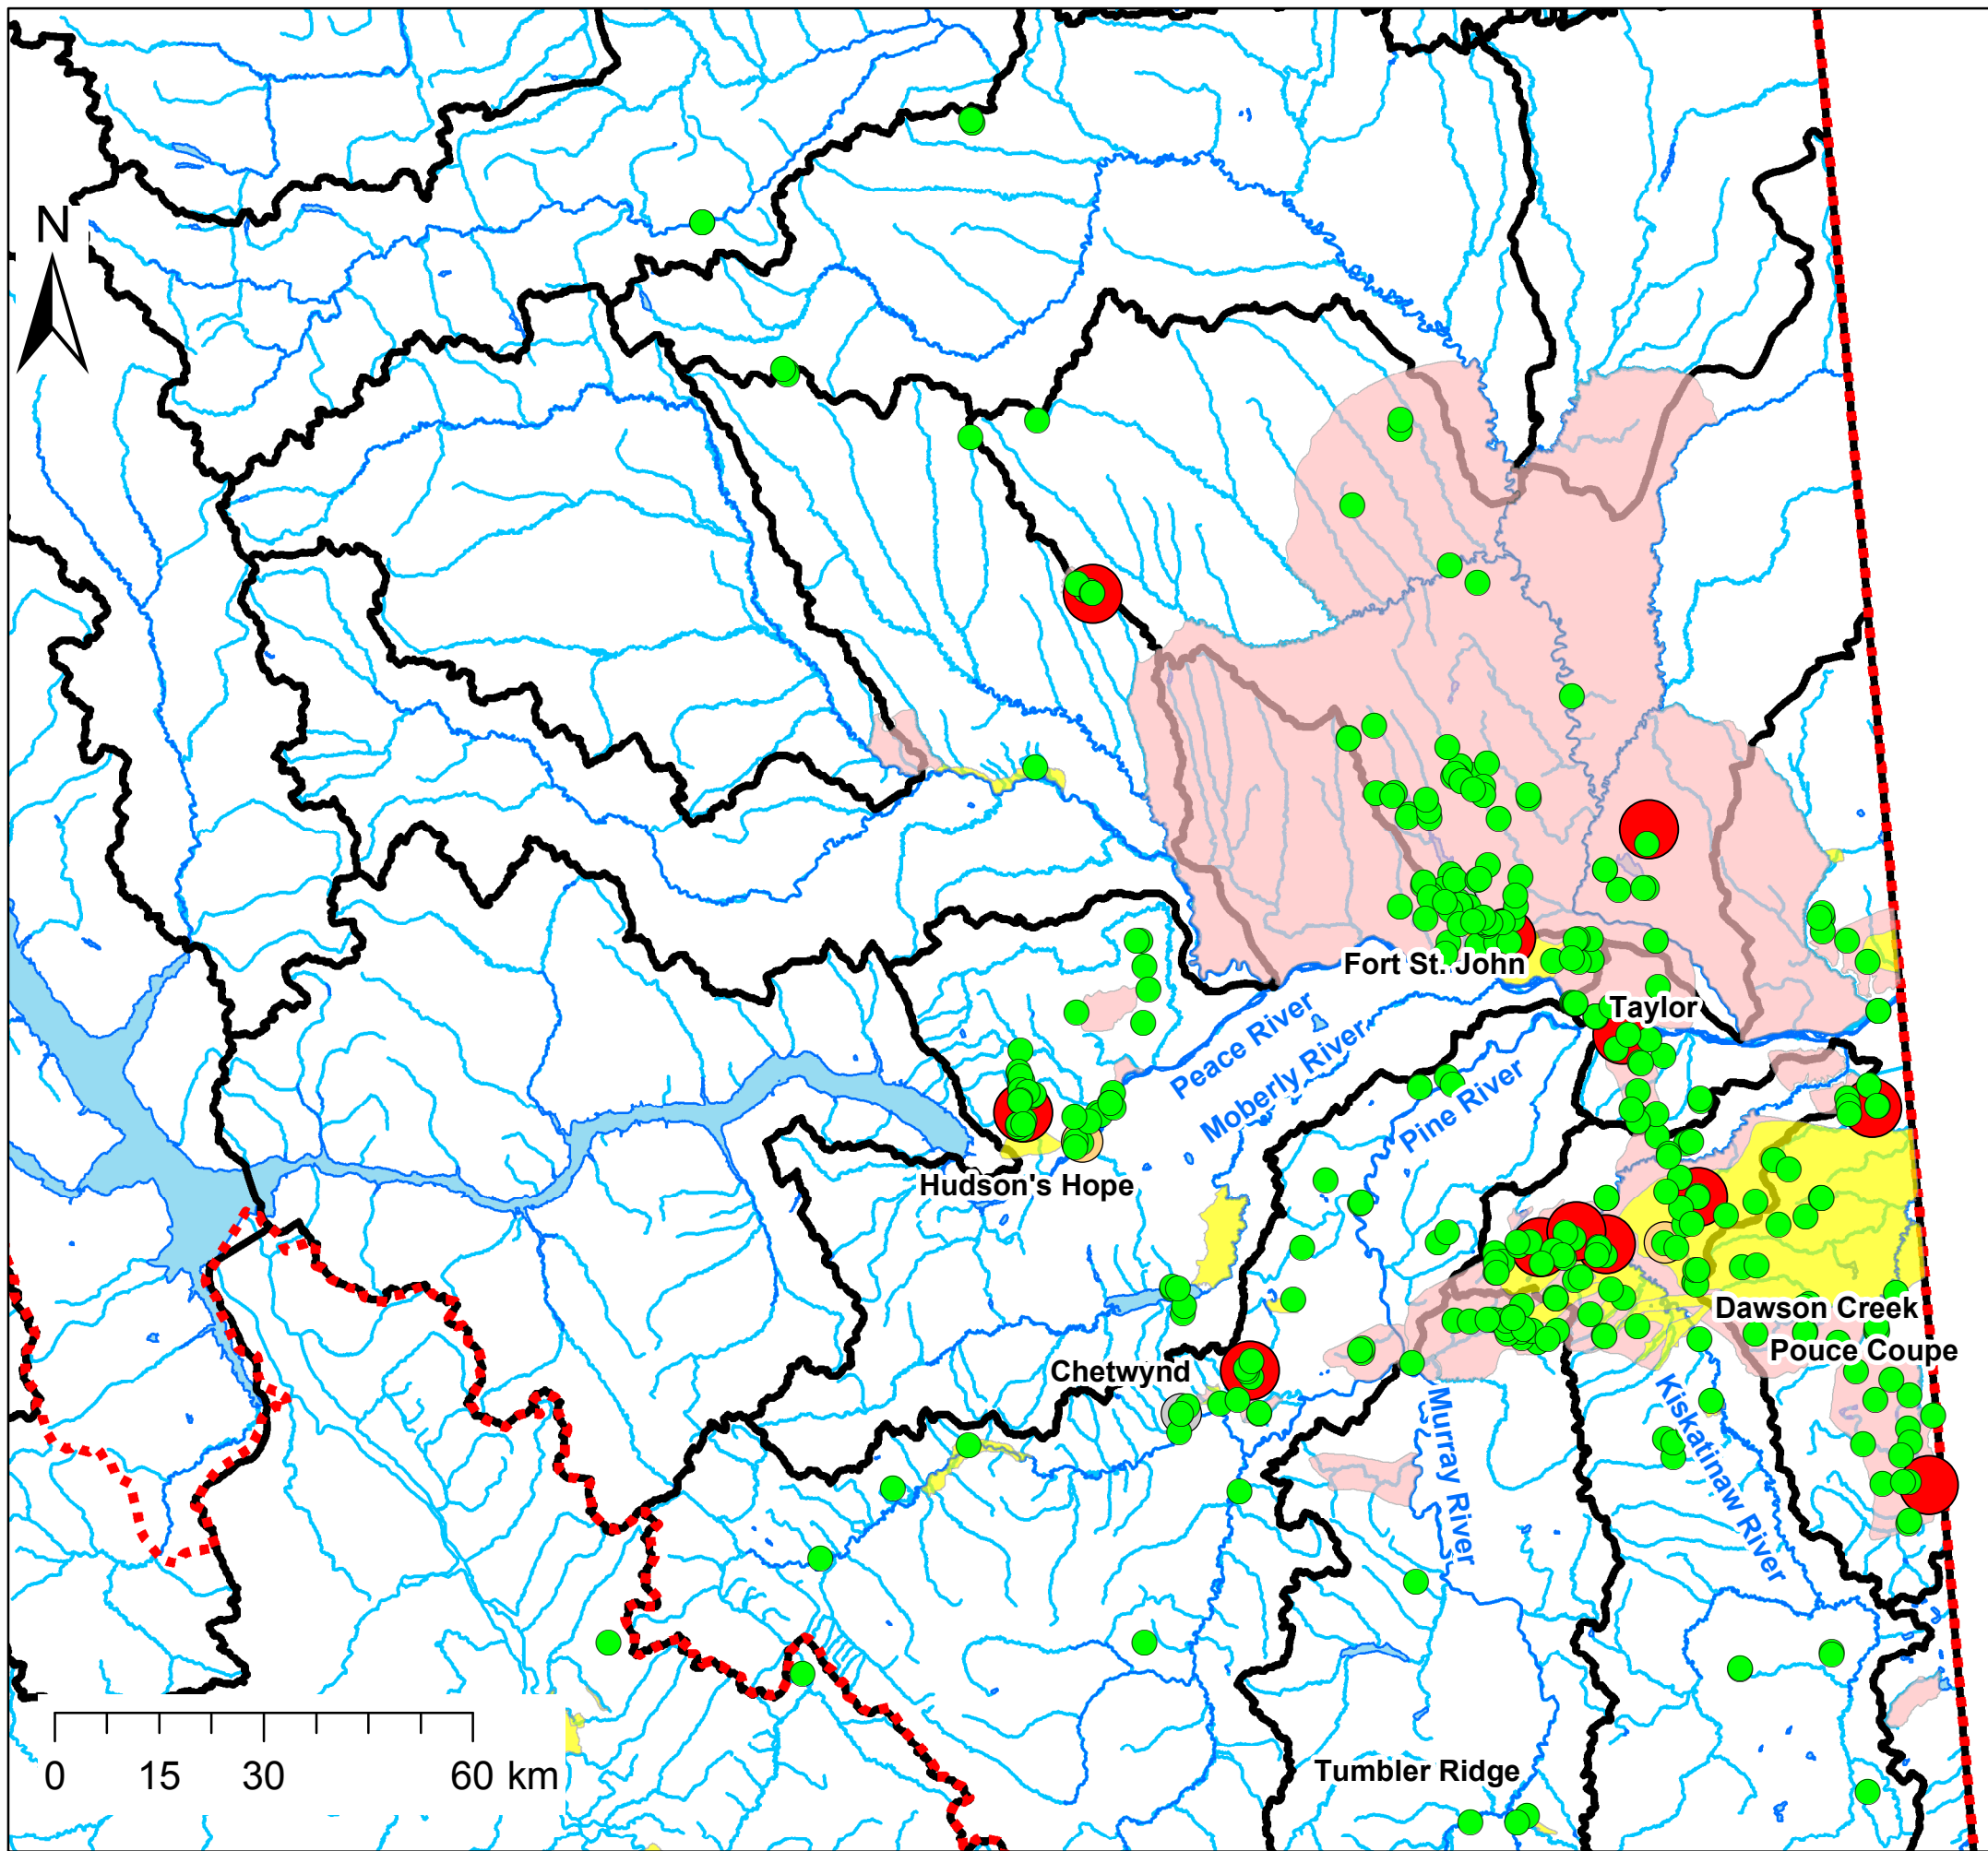 N
Fort St. John
Taylor
Peace River
Moberly River
Pine River
Hudson's Hope
Dawson Creek
Pouce Coupe
Chetwynd
Murray River
Kiskatinaw River
Tumbler Ridge
0 15 30 60 km